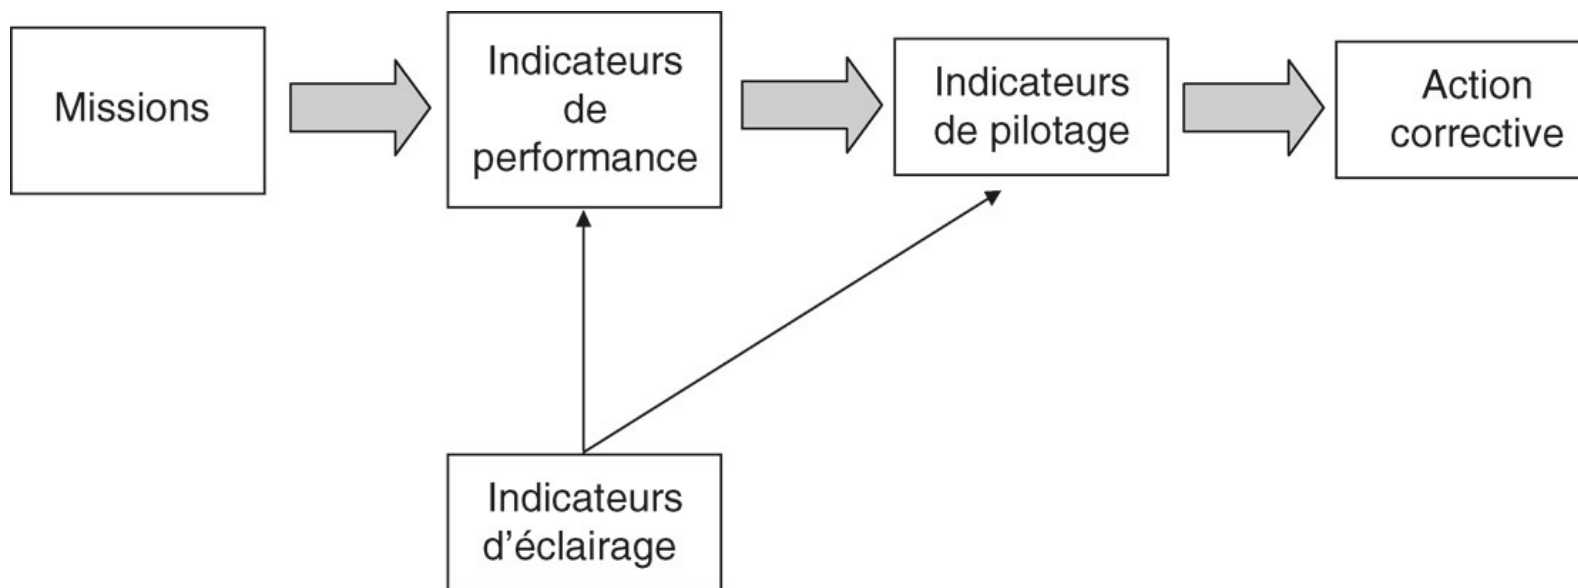 Missions
Indicateurs
de
performance
Indicateurs
de pilotage
Action
corrective
Indicateurs
d’éclairage